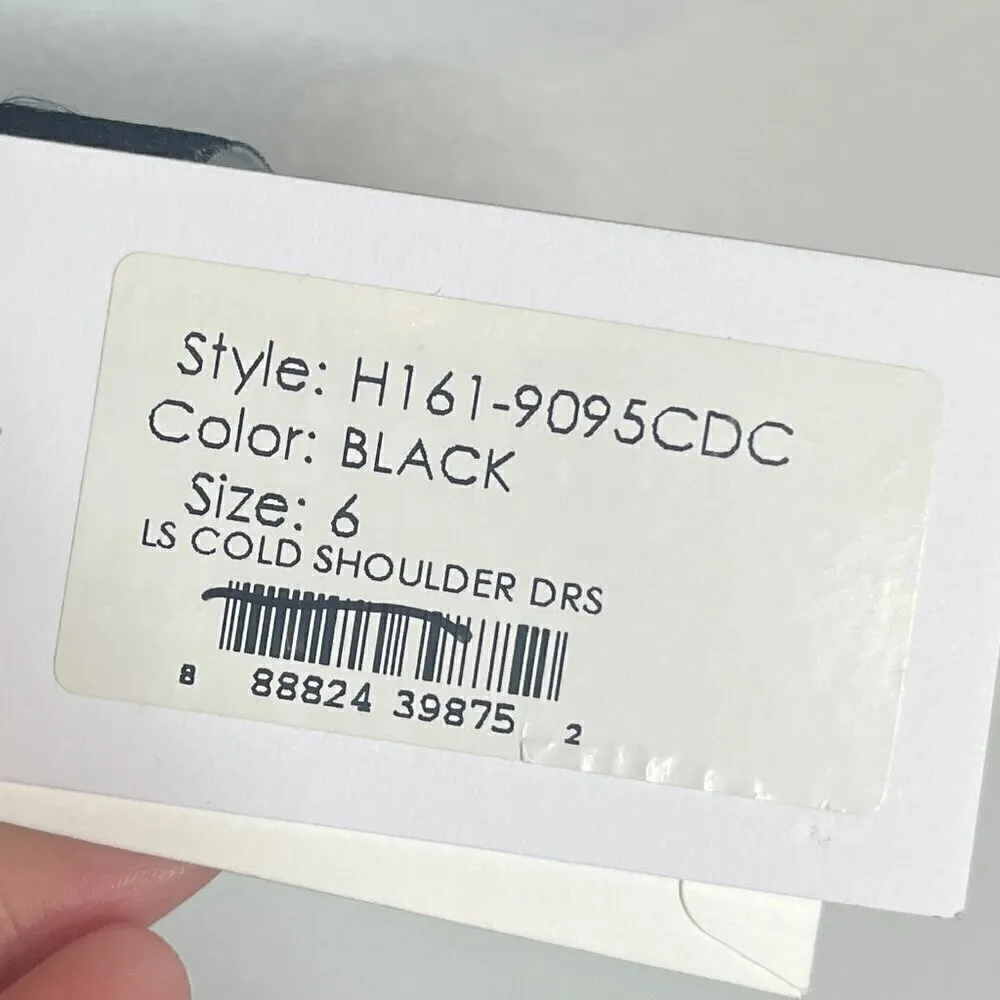 Style: H161-9095CDC
Color: BLACK
Size: 6
LS COLD SHOULDER DRS
8 88824 39875 2